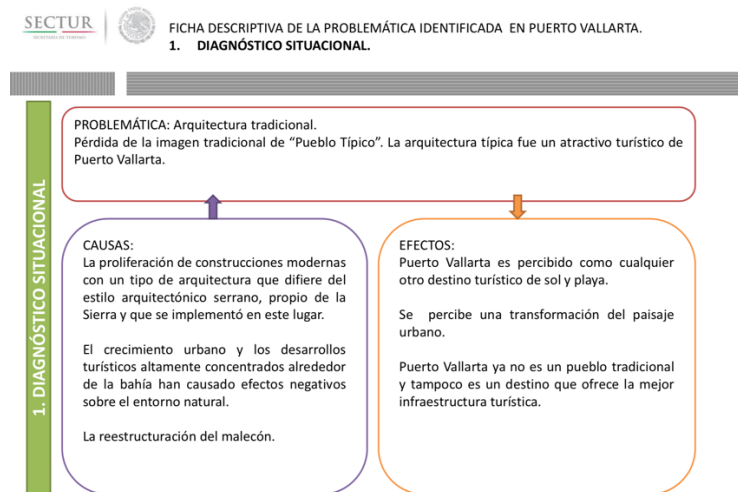 SECTUR
SECRETARÍA DE TURISMO
FICHA DESCRIPTIVA DE LA PROBLEMÁTICA IDENTIFICADA EN PUERTO VALLARTA.
1. DIAGNÓSTICO SITUACIONAL.
1. DIAGNÓSTICO SITUACIONAL
PROBLEMÁTICA: Arquitectura tradicional.
Pérdida de la imagen tradicional de “Pueblo Típico”. La arquitectura típica fue un atractivo turístico de
Puerto Vallarta.
CAUSAS:
La proliferación de construcciones modernas
con un tipo de arquitectura que difiere del
estilo arquitectónico serrano, propio de la
Sierra y que se implementó en este lugar.
El crecimiento urbano y los desarrollos
turísticos altamente concentrados alrededor
de la bahía han causado efectos negativos
sobre el entorno natural.
La reestructuración del malecón.
EFECTOS:
Puerto Vallarta es percibido como cualquier
otro destino turístico de sol y playa.
Se percibe una transformación del paisaje
urbano.
Puerto Vallarta ya no es un pueblo tradicional
y tampoco es un destino que ofrece la mejor
infraestructura turística.